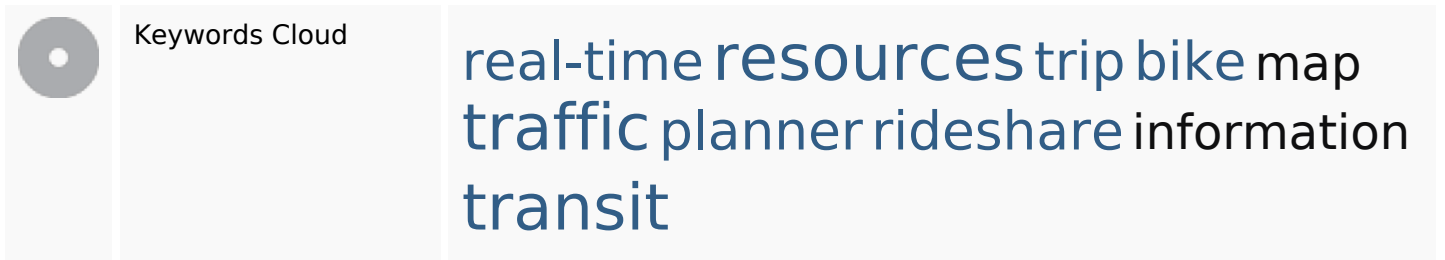 Keywords Cloud
real-time resources trip bike map
traffic planner rideshare information
transit